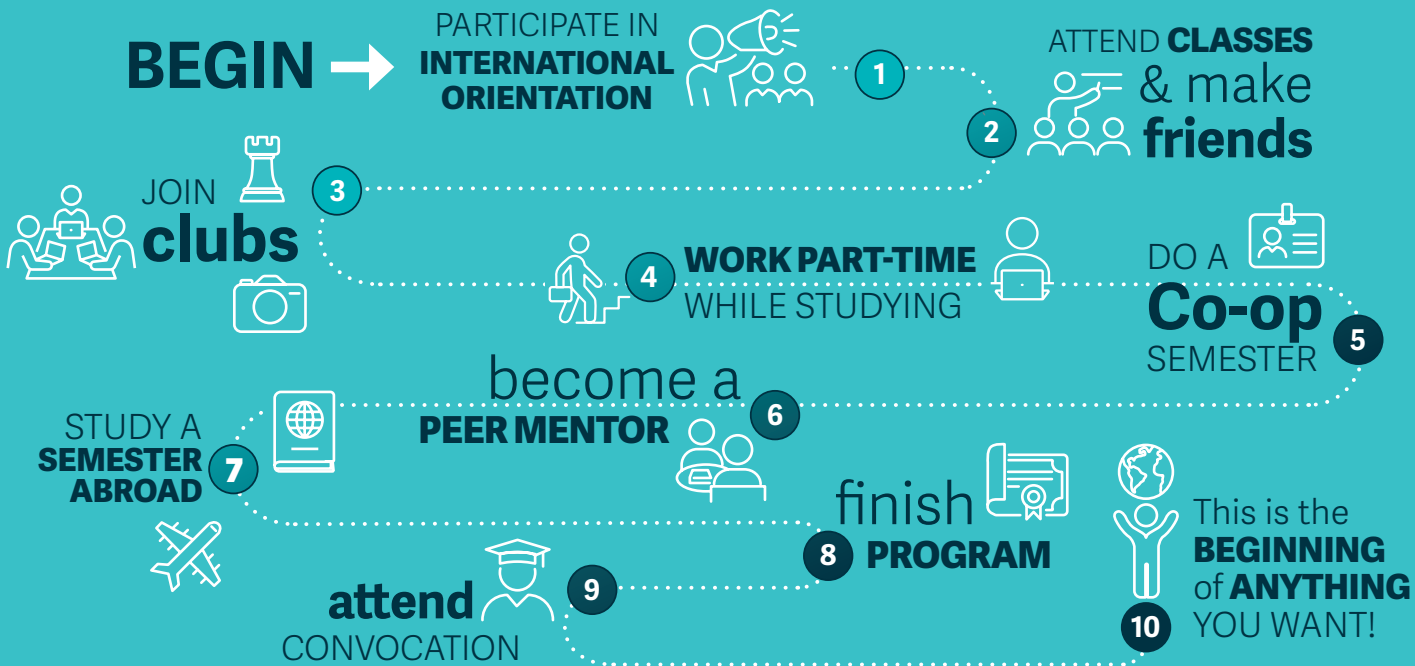 BEGIN
PARTICIPATE IN
INTERNATIONAL
ORIENTATION
1
ATTEND CLASSES
& make
friends
2
JOIN
clubs
3
4
WORK PART-TIME
WHILE STUDYING
DO A
Co-op
SEMESTER
5
become a
PEER MENTOR
6
STUDY A
SEMESTER
ABROAD
7
finish
8 PROGRAM
attend
CONVOCATION
9
This is the
BEGINNING
of ANYTHING
YOU WANT!
10